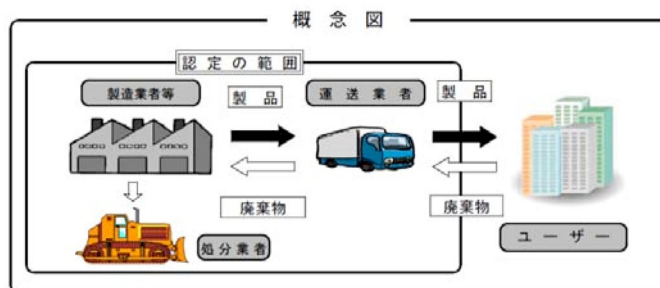 概念図
認定の範囲
製造業者等
製品
運送業者
製品
廃棄物
廃棄物
処分業者
ユーザー